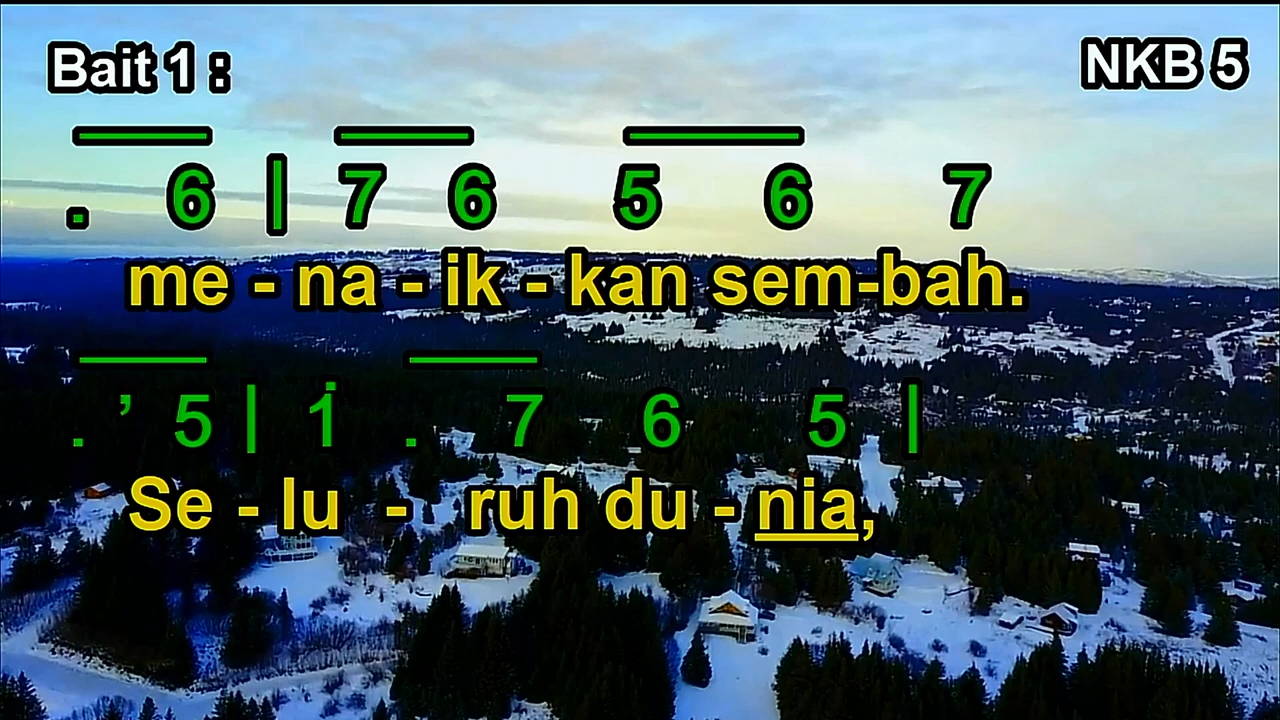 Bait 1 : NKB 5
. 6 | 7 6 5 6 7
me - na - ik - kan sem-bah.
. ’ 5 | 1̇ . 7 6 5 |
Se - lu - ruh du - nia,